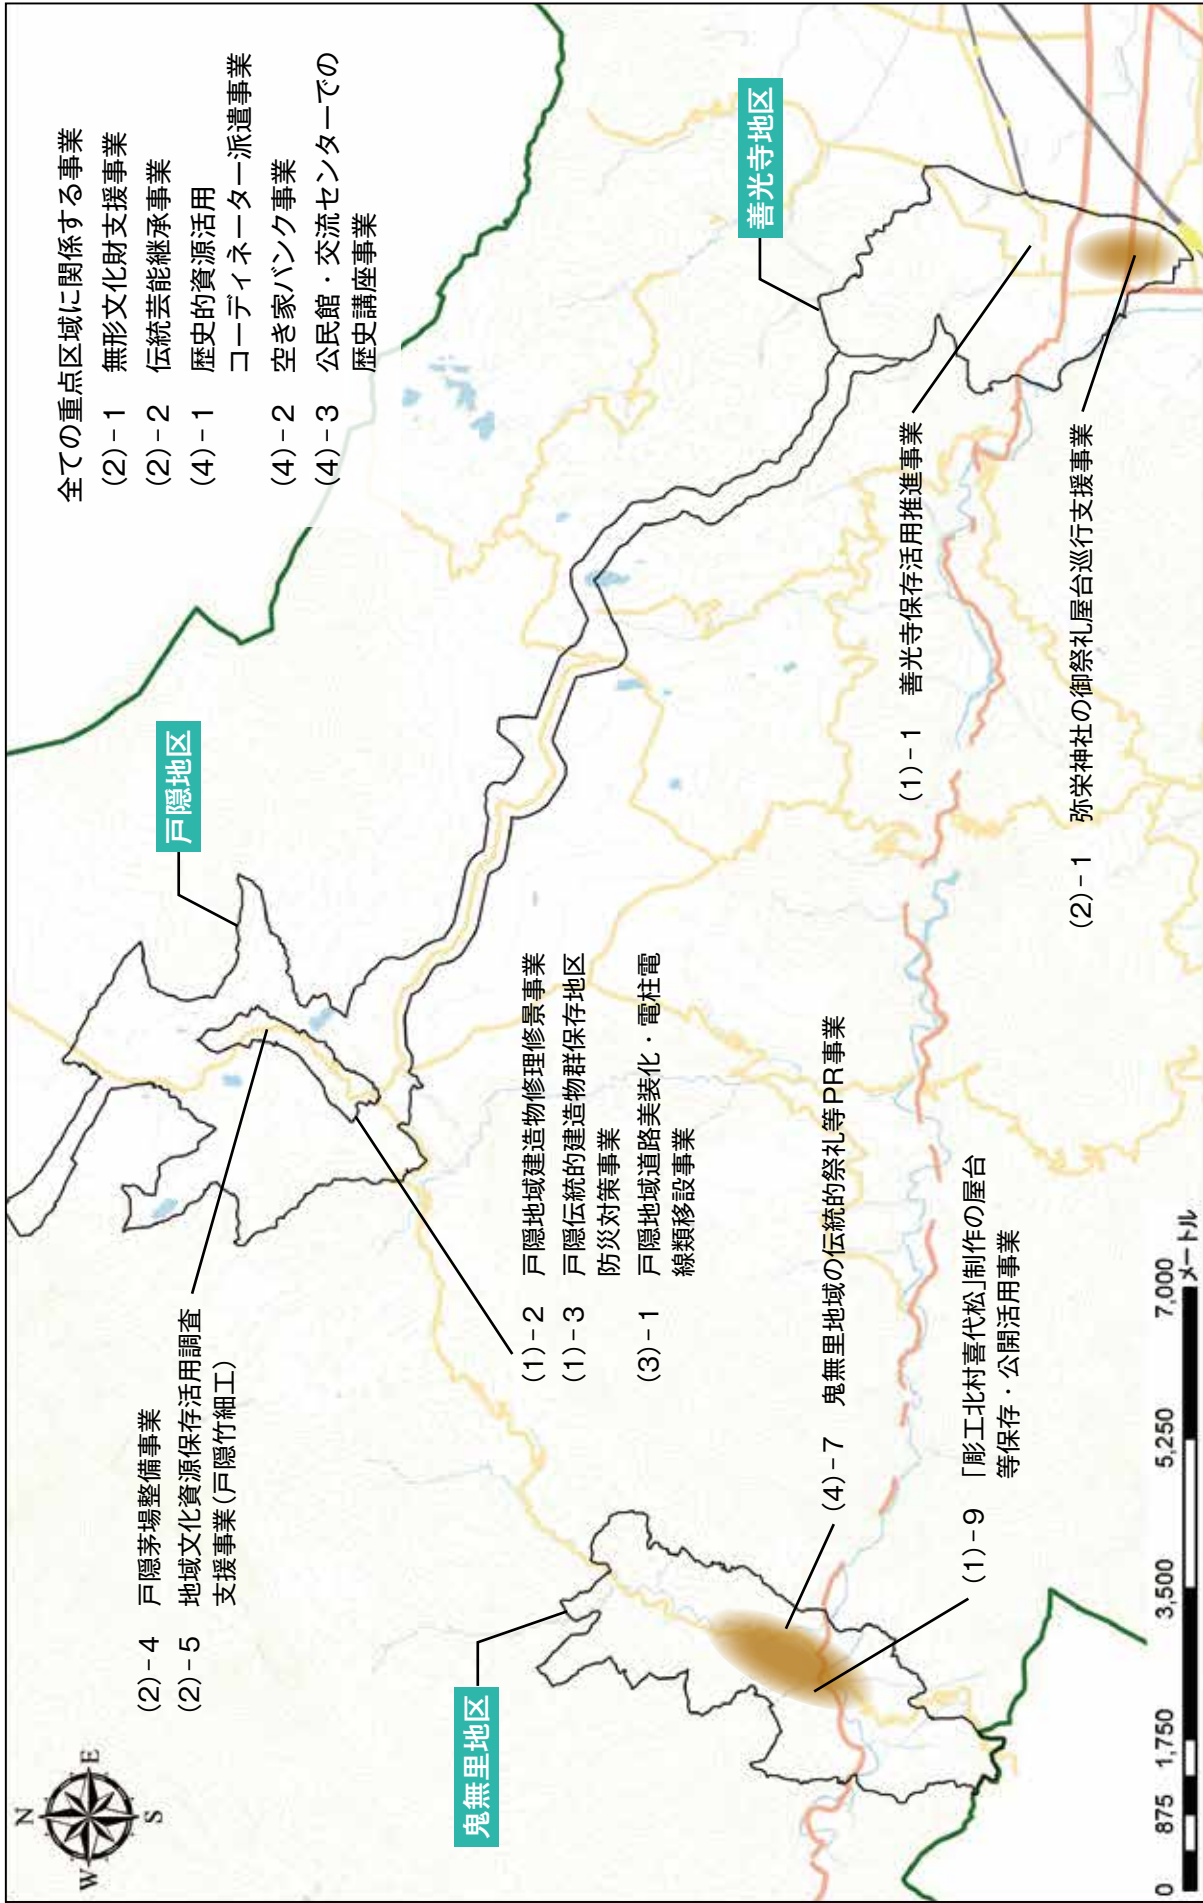 N
W
E
S
全ての重点区域に関係する事業
(2)-1 無形文化財支援事業
(2)-2 伝統芸能継承事業
(4)-1 歴史的資源活用
コーディネーター派遣事業
(4)-2 空き家バンク事業
(4)-3 公民館・交流センターでの
歴史講座事業
戸隠地区
善光寺地区
鬼無里地区
(2)-4 戸隠茅場整備事業
(2)-5 地域文化資源保存活用調査
支援事業(戸隠竹細工)
(1)-2 戸隠地域建造物修理修景事業
(1)-3 戸隠伝統的建造物群保存地区
防災対策事業
(3)-1 戸隠地域道路美装化・電柱電
線類移設事業
(4)-7 鬼無里地域の伝統的祭礼等PR事業
(1)-9 「彫工北村喜代松」制作の屋台
等保存・公開活用事業
(1)-1 善光寺保存活用推進事業
(2)-1 弥栄神社の御祭礼屋台巡行支援事業
0 875 1,750 3,500 5,250 7,000
メートル